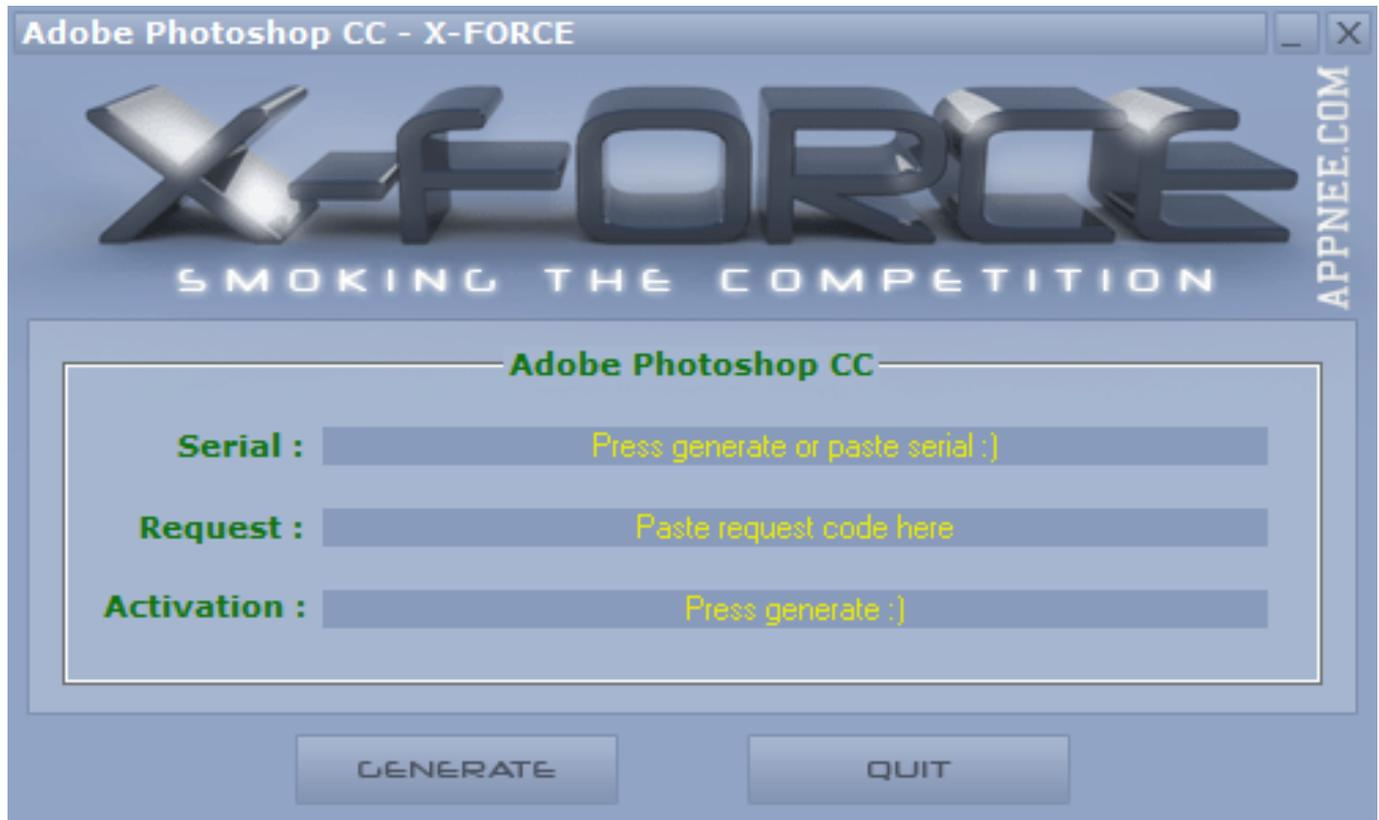 Adobe Photoshop CC - X-FORCE
X-FORCE
APPNEE.COM
SMOKING THE COMPETITION
Adobe Photoshop CC
Serial : Press generate or paste serial :)
Request : Paste request code here
Activation : Press generate :)
GENERATE QUIT